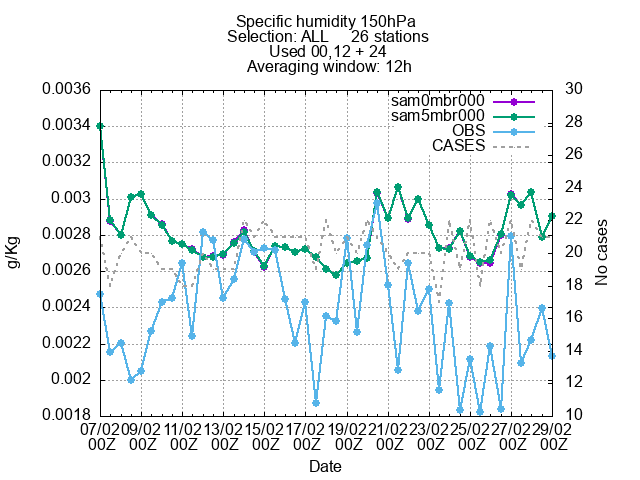 Specific humidity 150hPa
Selection: ALL 26 stations
Used 00,12 + 24
Averaging window: 12h
sam0mbr000
sam5mbr000
OBS
CASES
0.0036
0.0034
0.0032
0.003
0.0028
0.0026
0.0024
0.0022
0.002
0.0018
g/Kg
30
28
26
24
22
20
18
16
14
12
10
No cases
07/02 09/02 11/02 13/02 15/02 17/02 19/02 21/02 23/02 25/02 27/02 29/02
00Z 00Z 00Z 00Z 00Z 00Z 00Z 00Z 00Z 00Z 00Z 00Z
Date